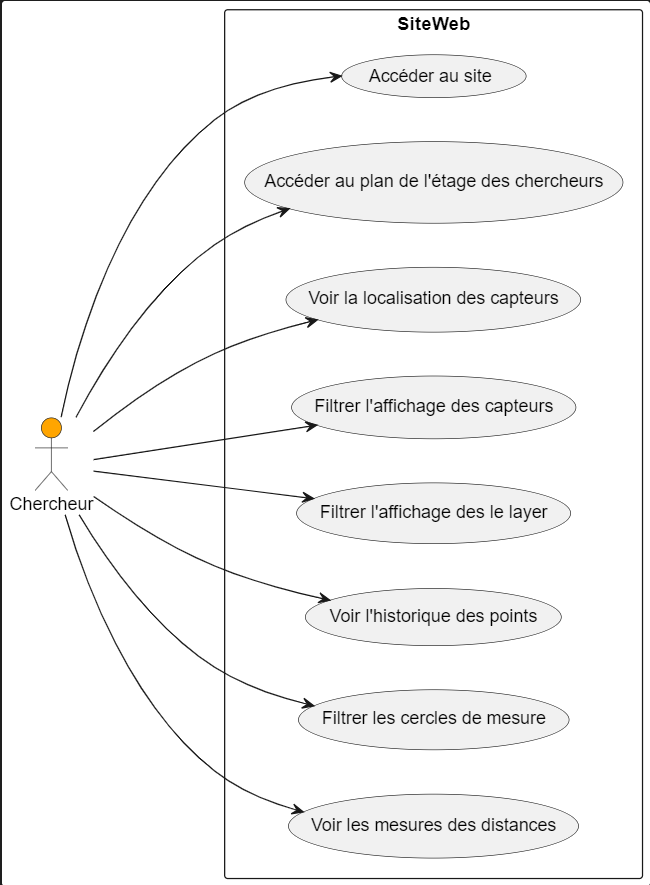 SiteWeb
Accéder au site
Accéder au plan de l'étage des chercheurs
Voir la localisation des capteurs
Filtrer l'affichage des capteurs
Chercheur
Filtrer l'affichage des le layer
Voir l'historique des points
Filtrer les cercles de mesure
Voir les mesures des distances